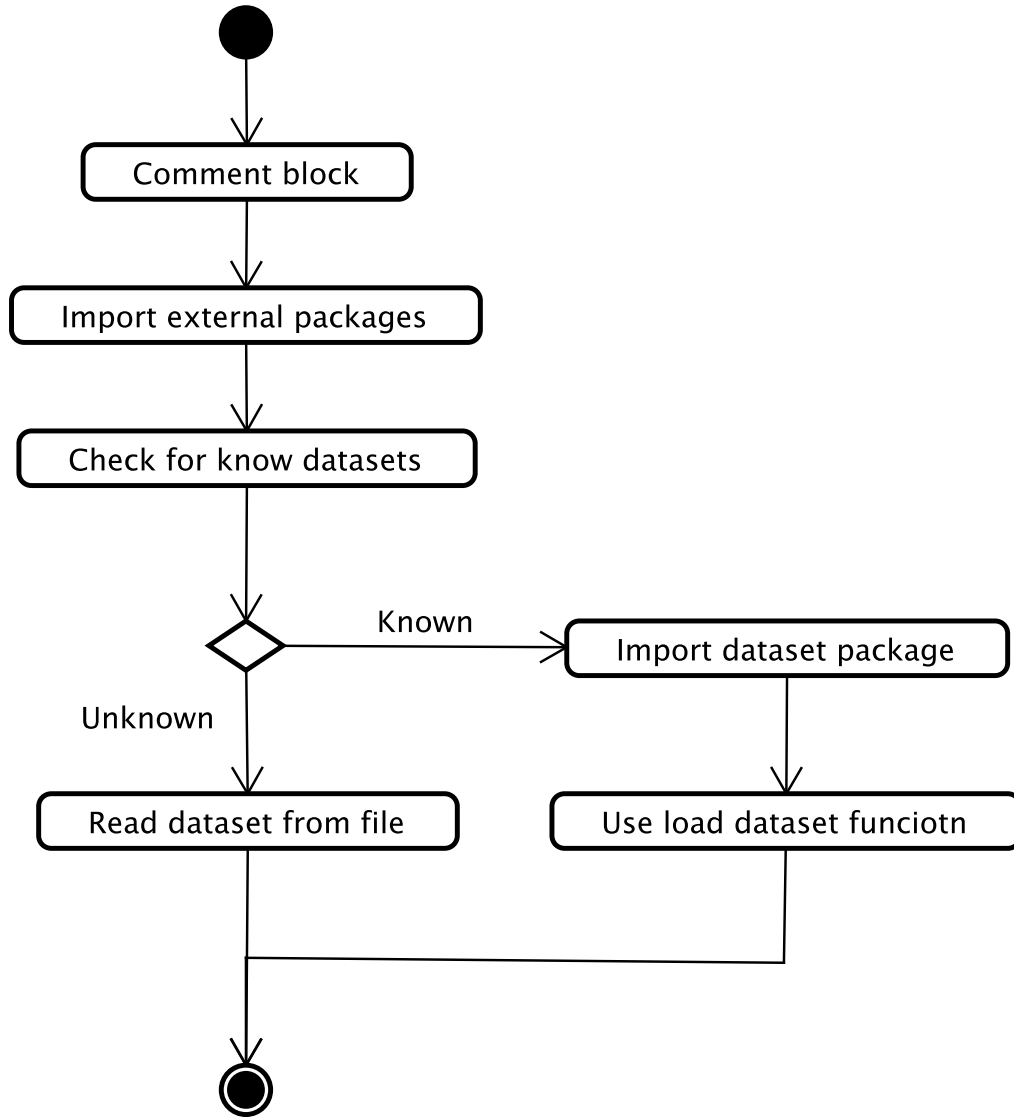 Comment block
Import external packages
Check for know datasets
Known
Import dataset package
Unknown
Read dataset from file
Use load dataset funciotn